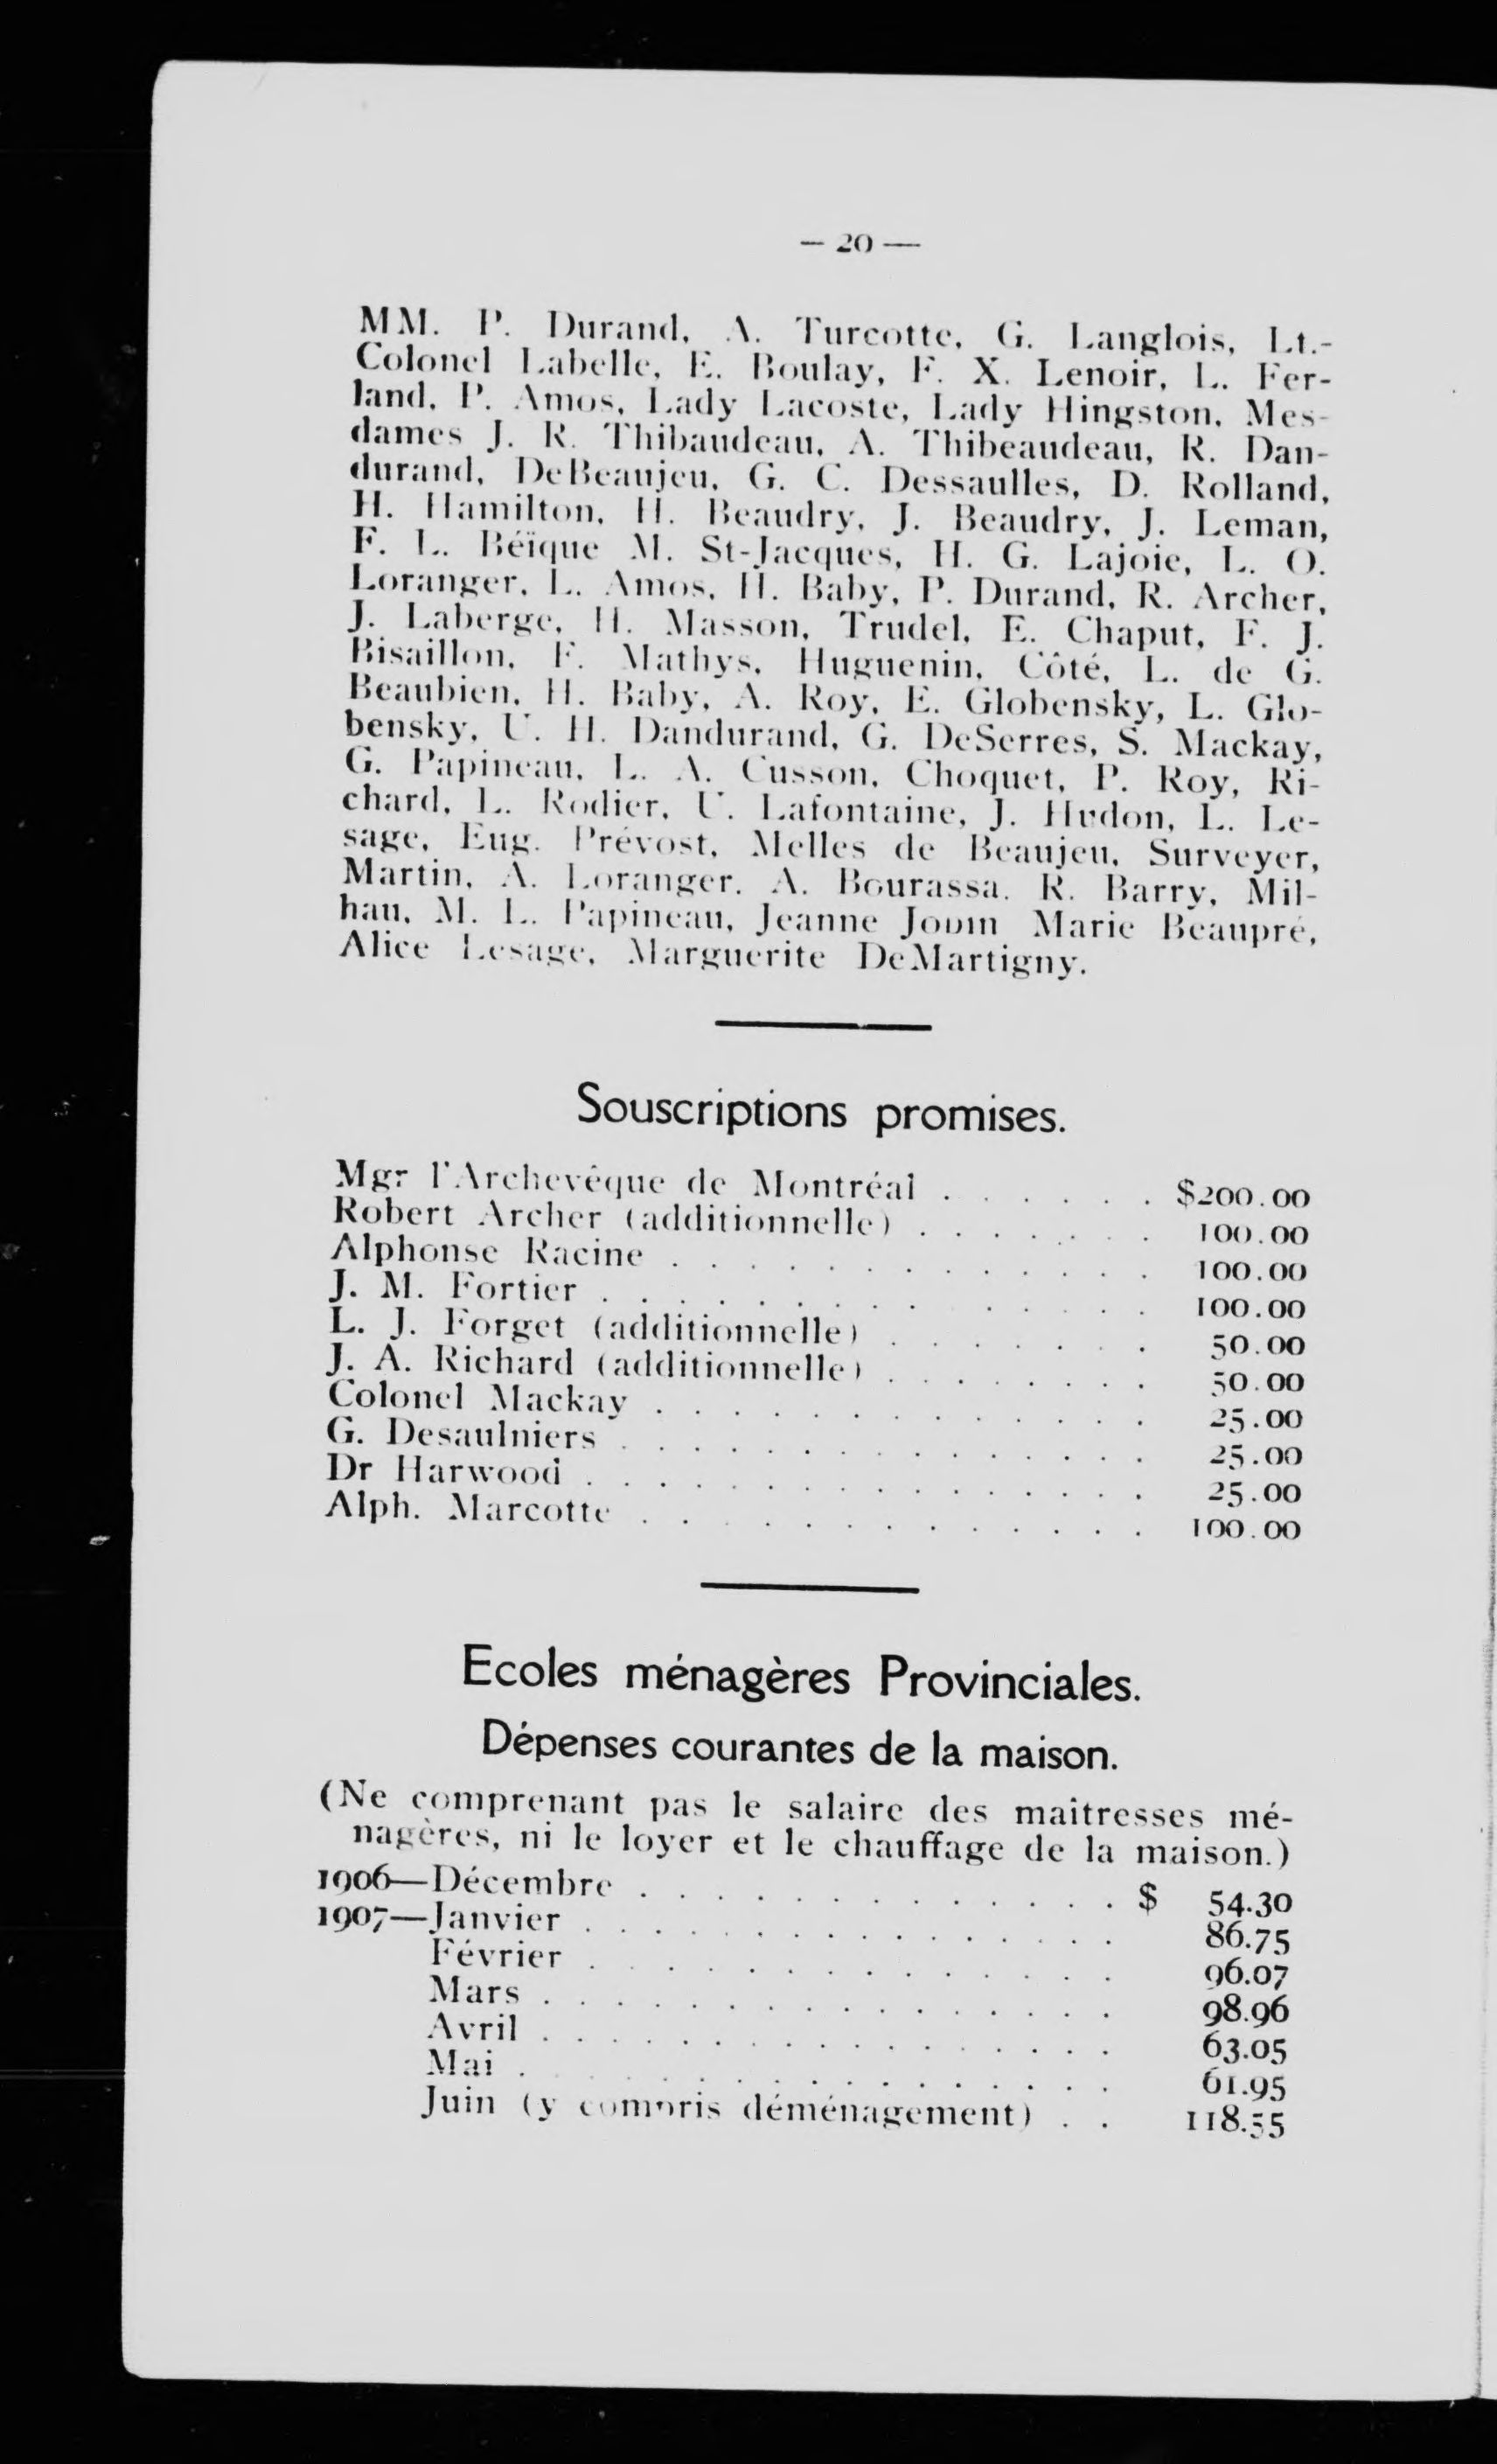 — 20 —
MM. P. Durand, A. Turcotte, G. Langlois, Lt.-
Colonel Labelle, E. Boulay, F. X. Lenoir, L. Fer-
land, P. Amos, Lady Lacoste, Lady Hingston, Mes-
dames J. R. Thibaudeau, A. Thibeaudeau, R. Dan-
durand, DeBeaujeu, G. C. Dessaulles, D. Rolland,
H. Hamilton, H. Beaudry, J. Beaudry, J. Leman,
F. L. Béïque M. St-Jacques, H. G. Lajoie, L. O.
Loranger, L. Amos, H. Baby, P. Durand, R. Archer,
J. Laberge, H. Masson, Trudel, E. Chaput, F. J.
Bisaillon, F. Mathys, Huguenin, Côté, L. de G.
Beaubien, H. Baby, A. Roy, E. Globensky, L. Glo-
bensky, U. H. Dandurand, G. DeSerres, S. Mackay,
G. Papineau, L. A. Cusson, Choquet, P. Roy, Ri-
chard, L. Rodier, U. Lafontaine, J. Hudon, L. Le-
sage, Eug. Prévost, Melles de Beaujeu, Surveyer,
Martin, A. Loranger, A. Bourassa, R. Barry, Mil-
hau, M. L. Papineau, Jeanne Jouin Marie Beaupré,
Alice Lesage, Marguerite DeMartigny.
Souscriptions promises.
Mgr l'Archevêque de Montréal . . . . . . $200.00
Robert Archer (additionnelle) . . . . . . . 100.00
Alphonse Racine . . . . . . . . . . . . . 100.00
J. M. Fortier . . . . . . . . . . . . . . 100.00
L. J. Forget (additionnelle) . . . . . . . 50.00
J. A. Richard (additionnelle) . . . . . . . 50.00
Colonel Mackay . . . . . . . . . . . . . 25.00
G. Desaulniers . . . . . . . . . . . . . . 25.00
Dr Harwood . . . . . . . . . . . . . . . 25.00
Alph. Marcotte . . . . . . . . . . . . . 100.00
Ecoles ménagères Provinciales.
Dépenses courantes de la maison.
(Ne comprenant pas le salaire des maîtresses mé-
nagères, ni le loyer et le chauffage de la maison.)
1906—Décembre . . . . . . . . . . . . . $ 54.30
1907—Janvier . . . . . . . . . . . . . . . 86.75
Février . . . . . . . . . . . . . . 96.07
Mars . . . . . . . . . . . . . . . . 98.96
Avril . . . . . . . . . . . . . . . . 63.05
Mai . . . . . . . . . . . . . . . 61.95
Juin (y compris déménagement) . . 118.55